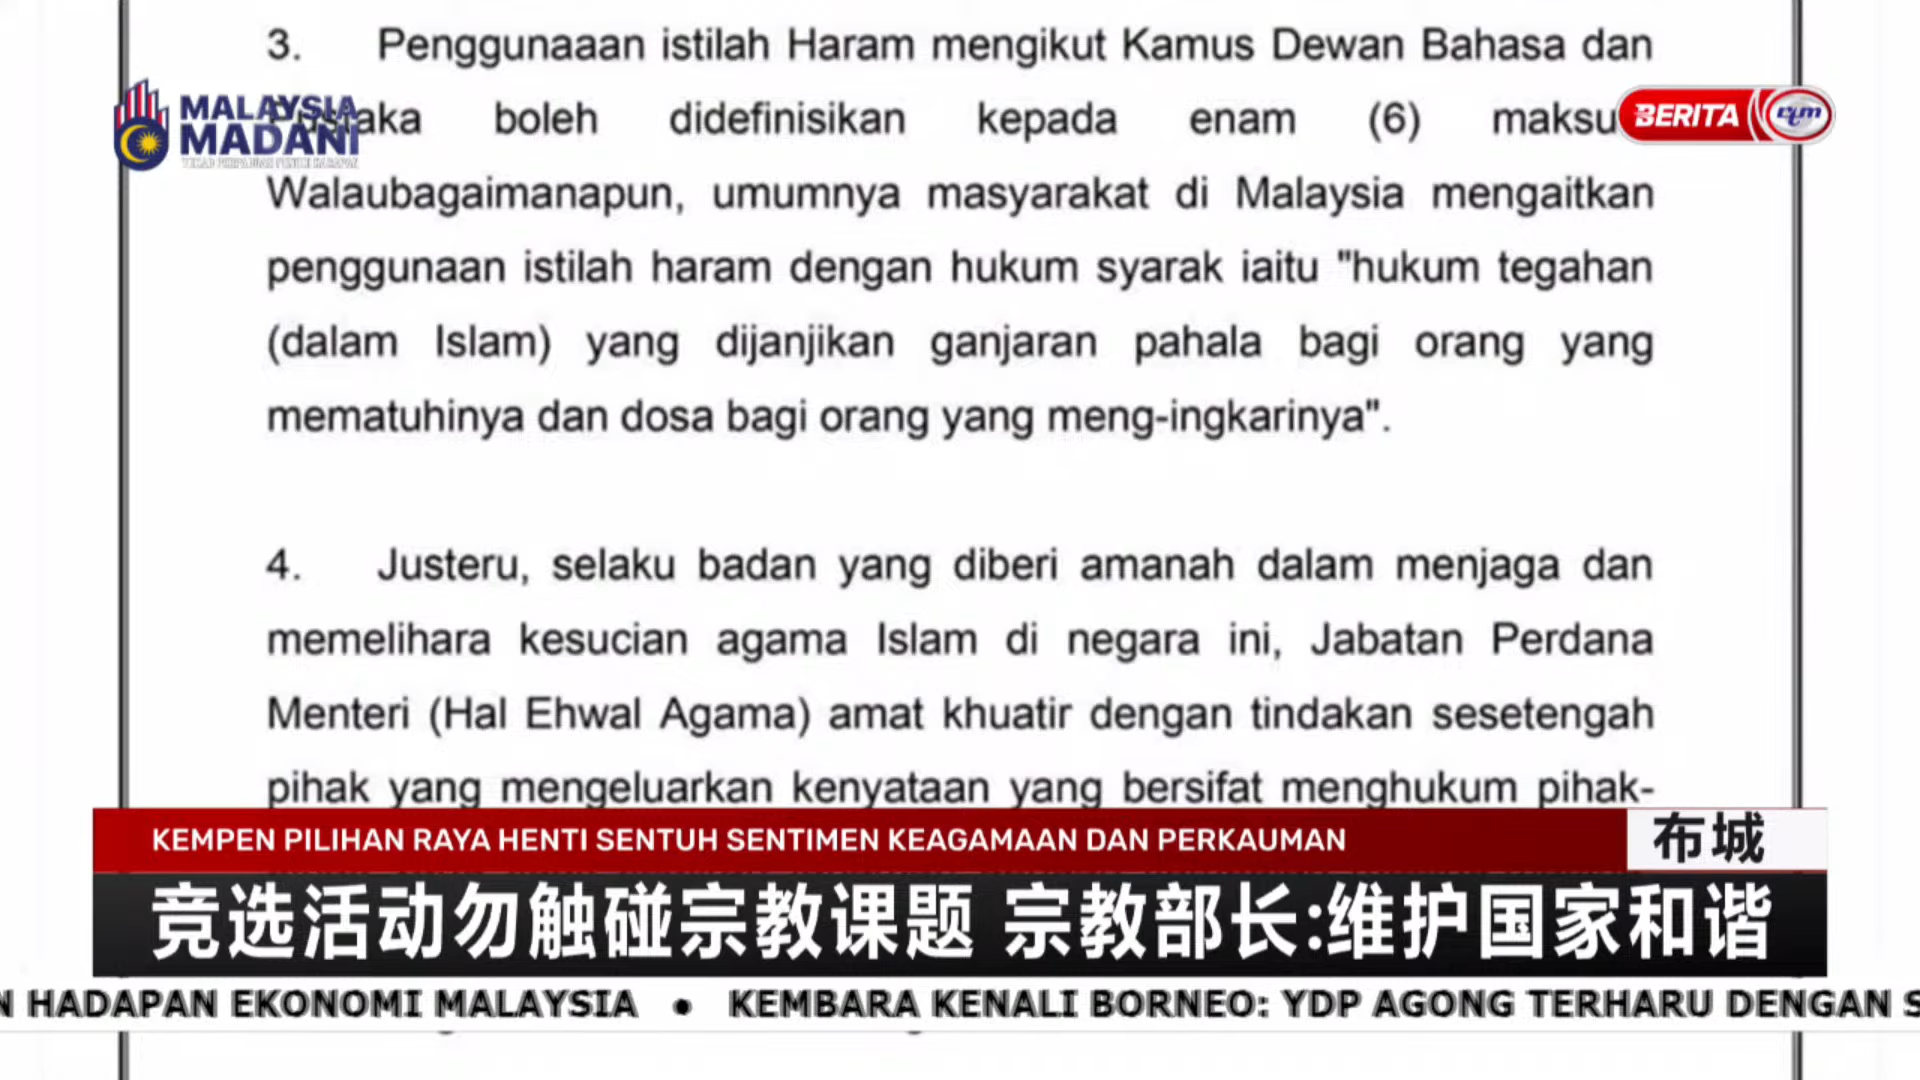 3. Penggunaaan istilah Haram mengikut Kamus Dewan Bahasa dan
boleh didefinisikan kepada enam (6)
MALAYSIA
MADANI
BERITA rtm
Walaubagaimanapun, umumnya masyarakat di Malaysia mengaitkan
penggunaan istilah haram dengan hukum syarak iaitu "hukum tegahan
(dalam Islam) yang dijanjikan ganjaran pahala bagi orang yang
mematuhinya dan dosa bagi orang yang meng-ingkarinya".
4. Justeru, selaku badan yang diberi amanah dalam menjaga dan
memelihara kesucian agama Islam di negara ini, Jabatan Perdana
Menteri (Hal Ehwal Agama) amat khuatir dengan tindakan sesetengah
pihak yang mengeluarkan kenyataan yang bersifat menghukum pihak-
KEMPEN PILIHAN RAYA HENTI SENTUH SENTIMEN KEAGAMAAN DAN PERKAUMAN
布城
竞选活动勿触碰宗教课题 宗教部长:维护国家和谐
N HADAPAN EKONOMI MALAYSIA • KEMBARA KENALI BORNEO: YDP AGONG TERHARU DENGAN S